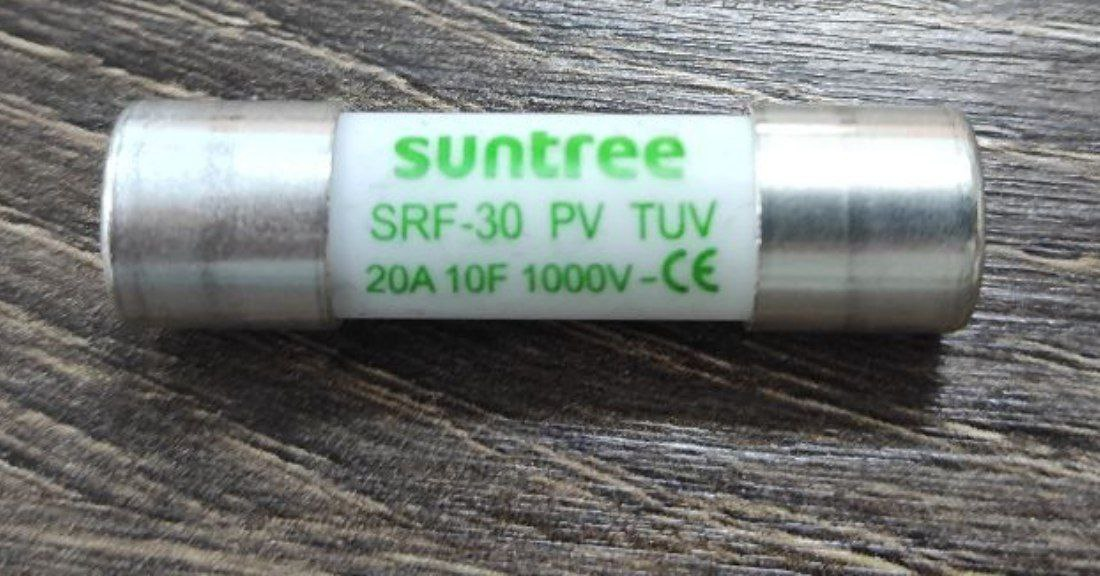 suntree
SRF-30 PV TUV
20A 10F 1000V - CE